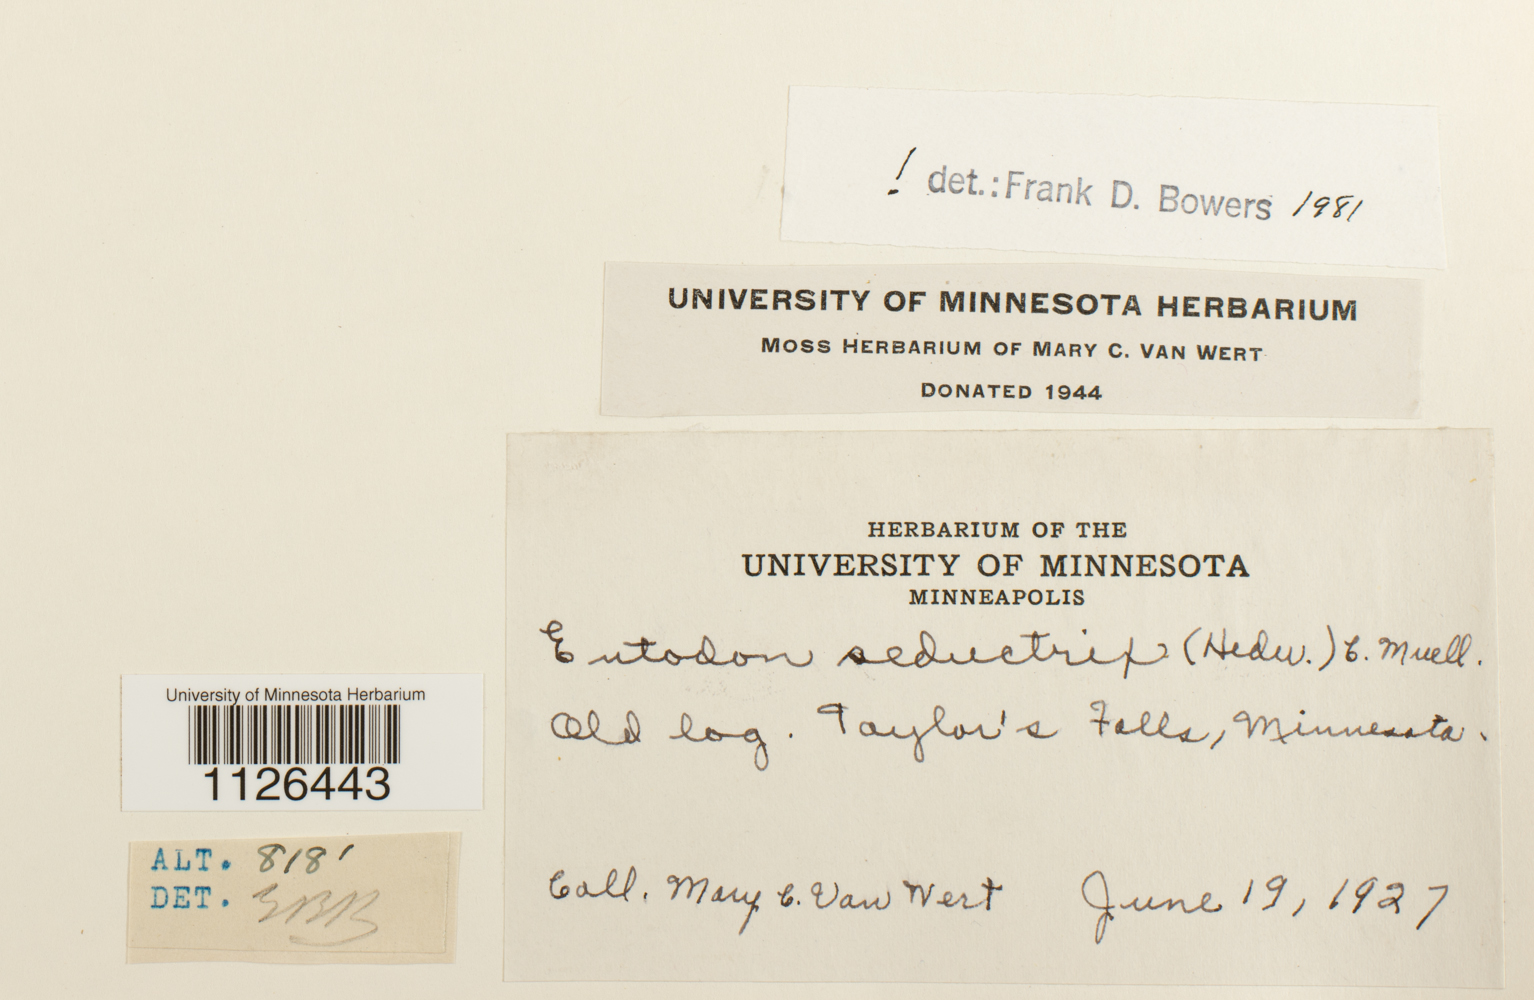 ! det.: Frank D. Bowers 1981
UNIVERSITY OF MINNESOTA HERBARIUM
MOSS HERBARIUM OF MARY C. VAN WERT
DONATED 1944
HERBARIUM OF THE
UNIVERSITY OF MINNESOTA
MINNEAPOLIS
Entodon seductrix (Hedw.) C. Muell.
Old log. Taylor's Falls, Minnesota.
Coll. Mary C. Van Wert June 19, 1927
University of Minnesota Herbarium
1126443
ALT. 818'
DET.